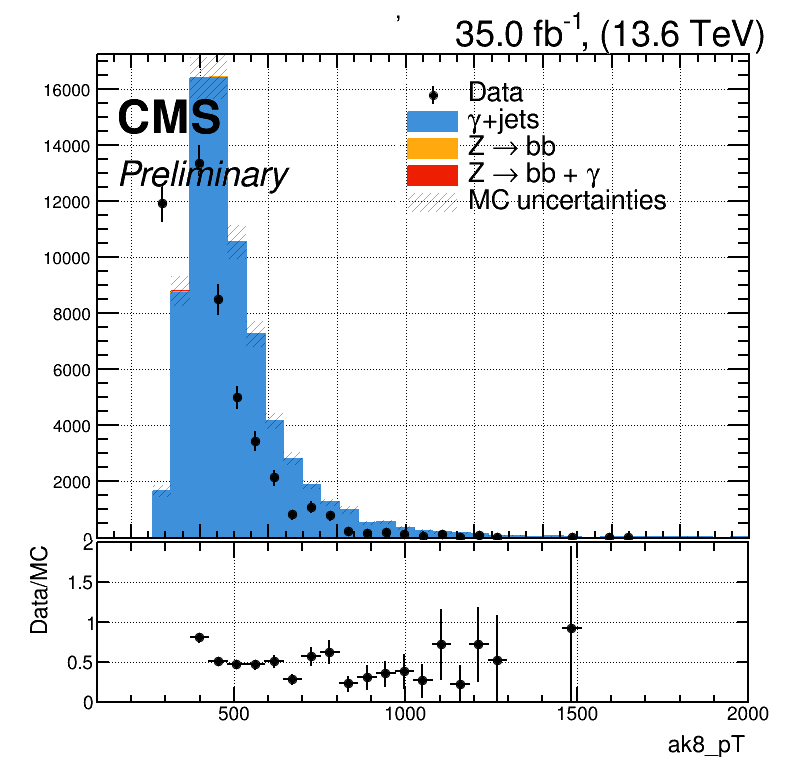 ,
35.0 fb-1, (13.6 TeV)
16000
14000
12000
10000
8000
6000
4000
2000
0
CMS
Preliminary
Data
γ+jets
Z → bb
Z → bb + γ
MC uncertainties
Data/MC
2
1.5
1
0.5
0
500
1000
1500
2000
ak8_pT